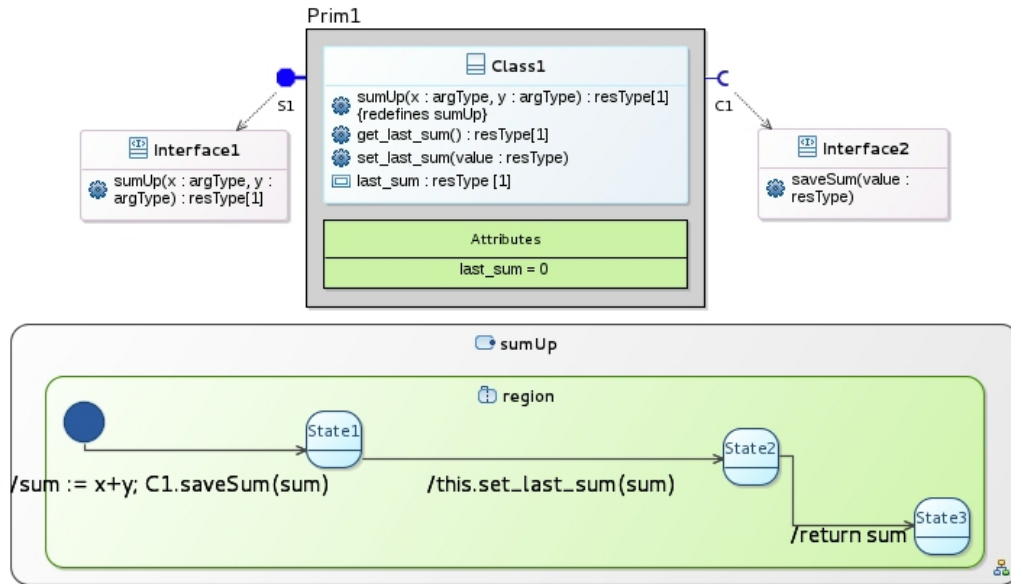 Prim1
Class1
sumUp(x : argType, y : argType) : resType[1]
{redefines sumUp}
get_last_sum() : resType[1]
set_last_sum(value : resType)
last_sum : resType [1]
S1
C1
<I>
Interface1
sumUp(x : argType, y :
argType) : resType[1]
<I>
Interface2
saveSum(value :
resType)
Attributes
last_sum = 0
sumUp
region
State1
/sum := x+y; C1.saveSum(sum)
/this.set_last_sum(sum)
State2
/return sum
State3